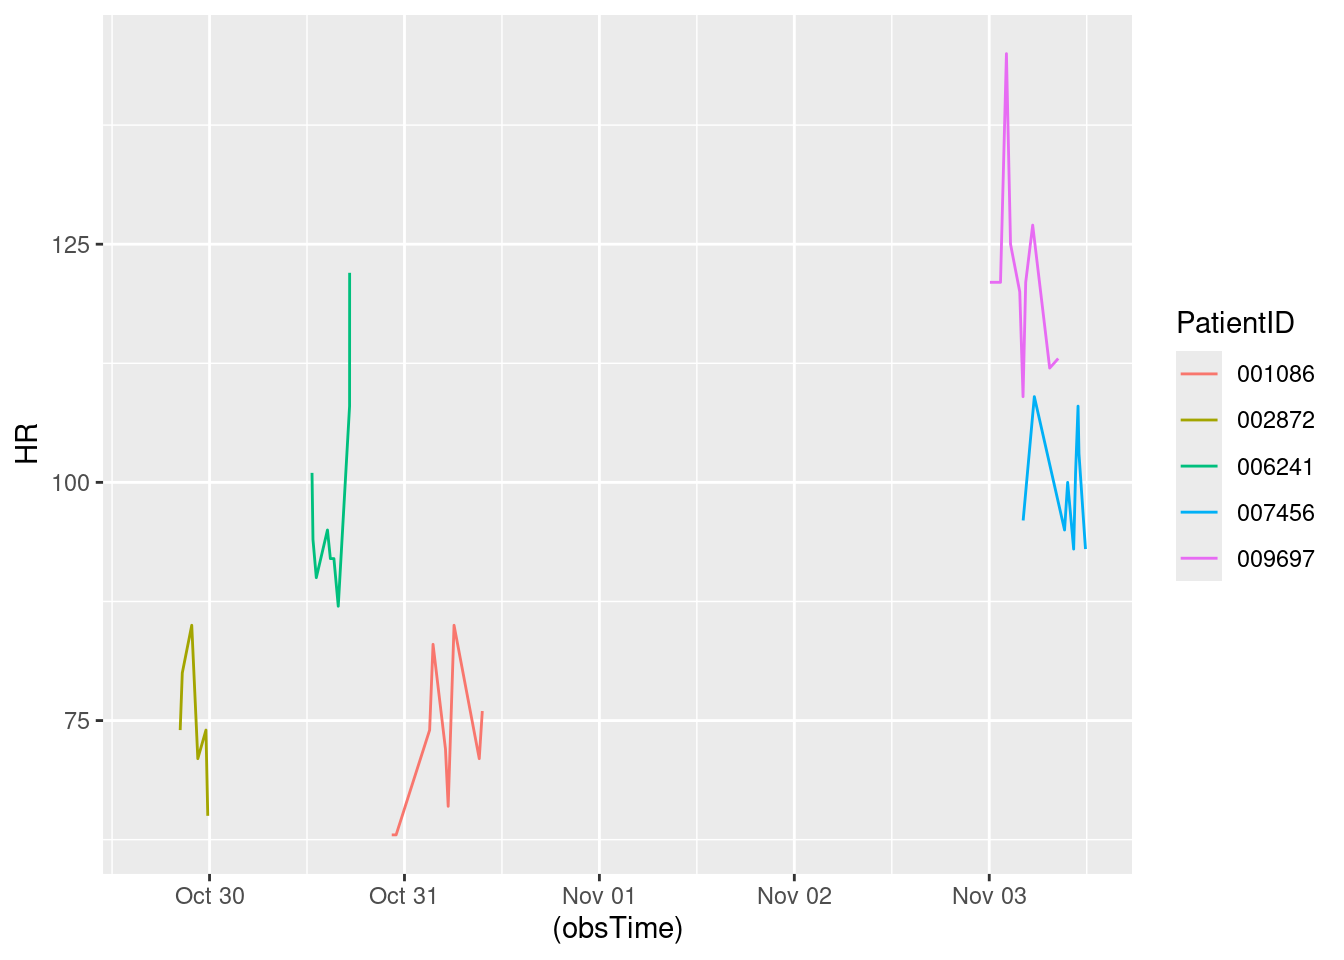 125
100
75
HR
Oct 30
Oct 31
Nov 01
Nov 02
Nov 03
(obsTime)
PatientID
001086
002872
006241
007456
009697